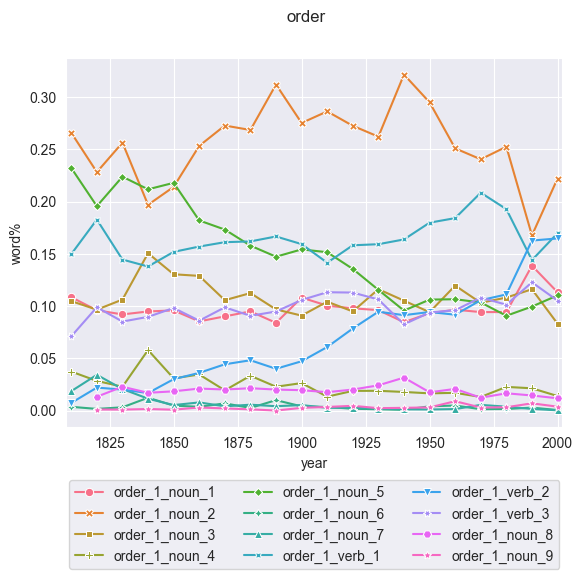 order
word%
0.30
0.25
0.20
0.15
0.10
0.05
0.00
1825 1850 1875 1900 1925 1950 1975 2000
year
order_1_noun_1 order_1_noun_5 order_1_verb_2
order_1_noun_2 order_1_noun_6 order_1_verb_3
order_1_noun_3 order_1_noun_7 order_1_noun_8
order_1_noun_4 order_1_verb_1 order_1_noun_9